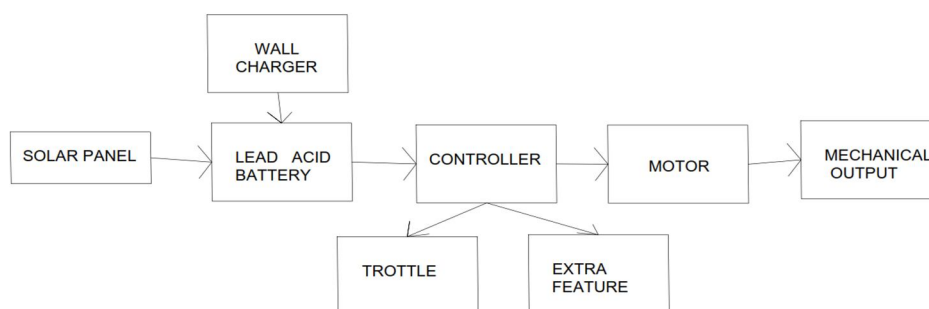 WALL
CHARGER
SOLAR PANEL
LEAD ACID
BATTERY
CONTROLLER
MOTOR
MECHANICAL
OUTPUT
TROTTLE
EXTRA
FEATURE